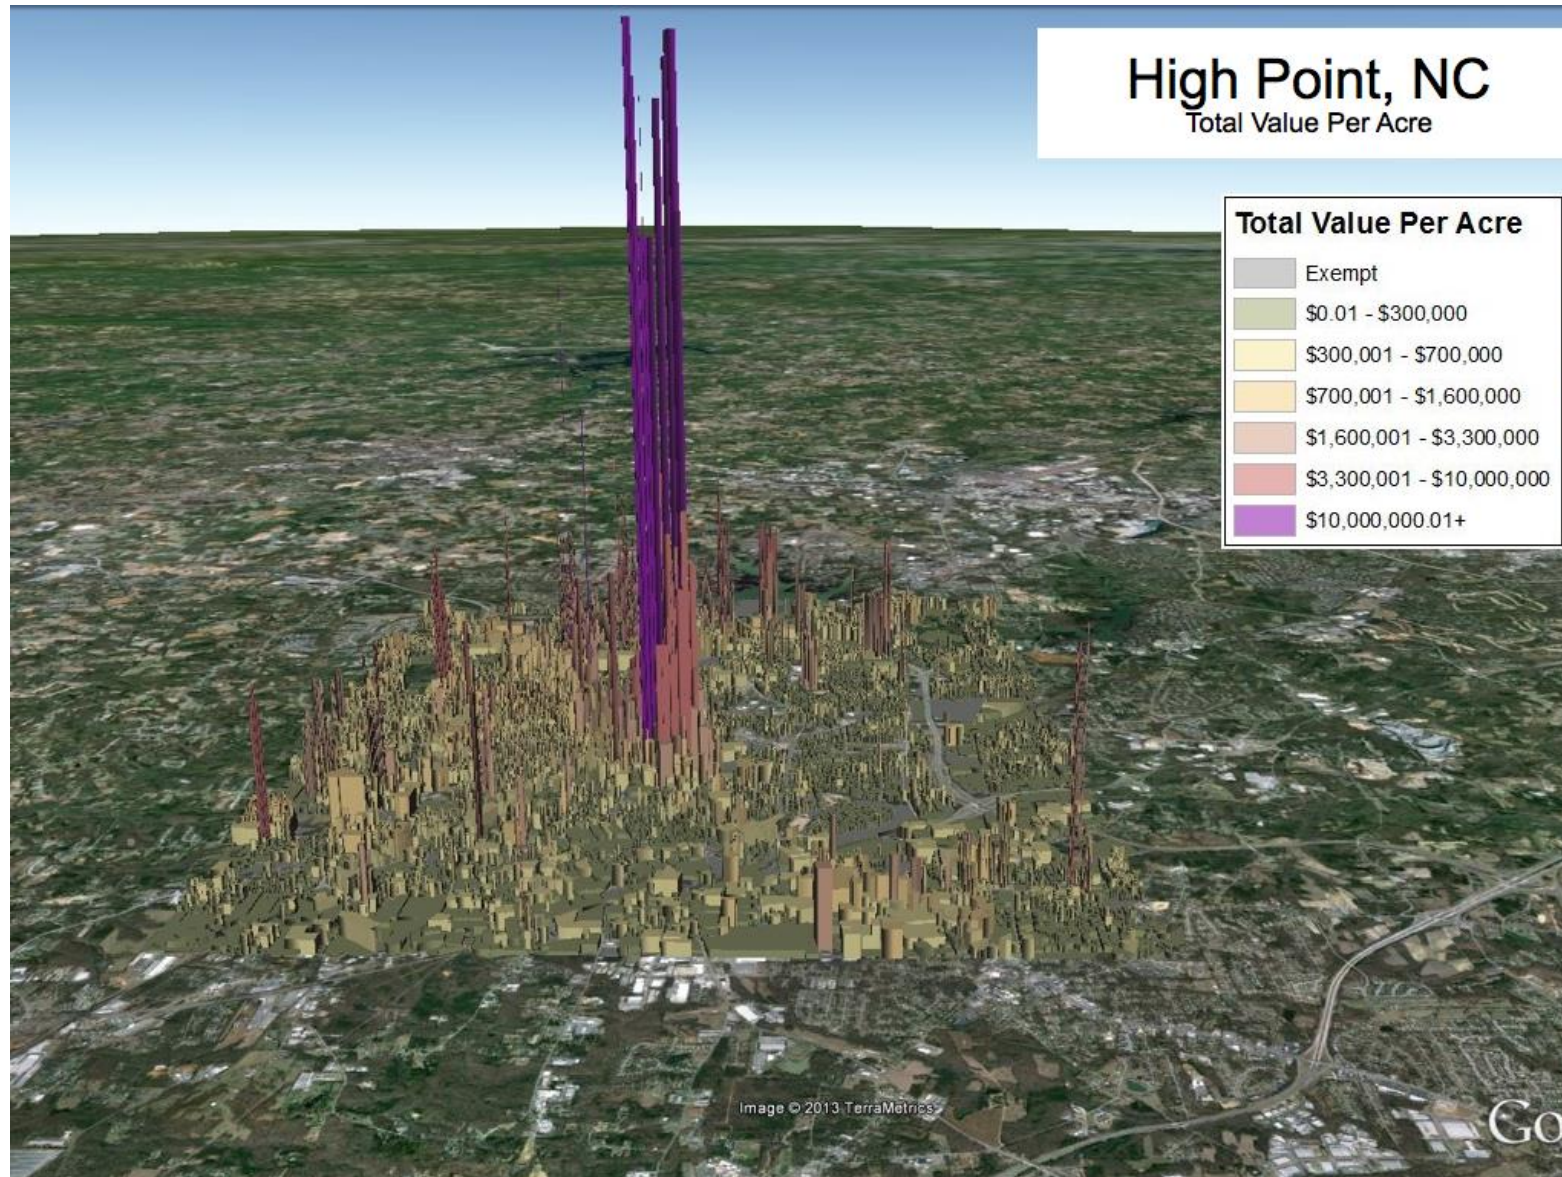 High Point, NC
Total Value Per Acre
Total Value Per Acre
Exempt
$0.01 - $300,000
$300,001 - $700,000
$700,001 - $1,600,000
$1,600,001 - $3,300,000
$3,300,001 - $10,000,000
$10,000,000.01+
Image © 2013 TerraMetrics
Go